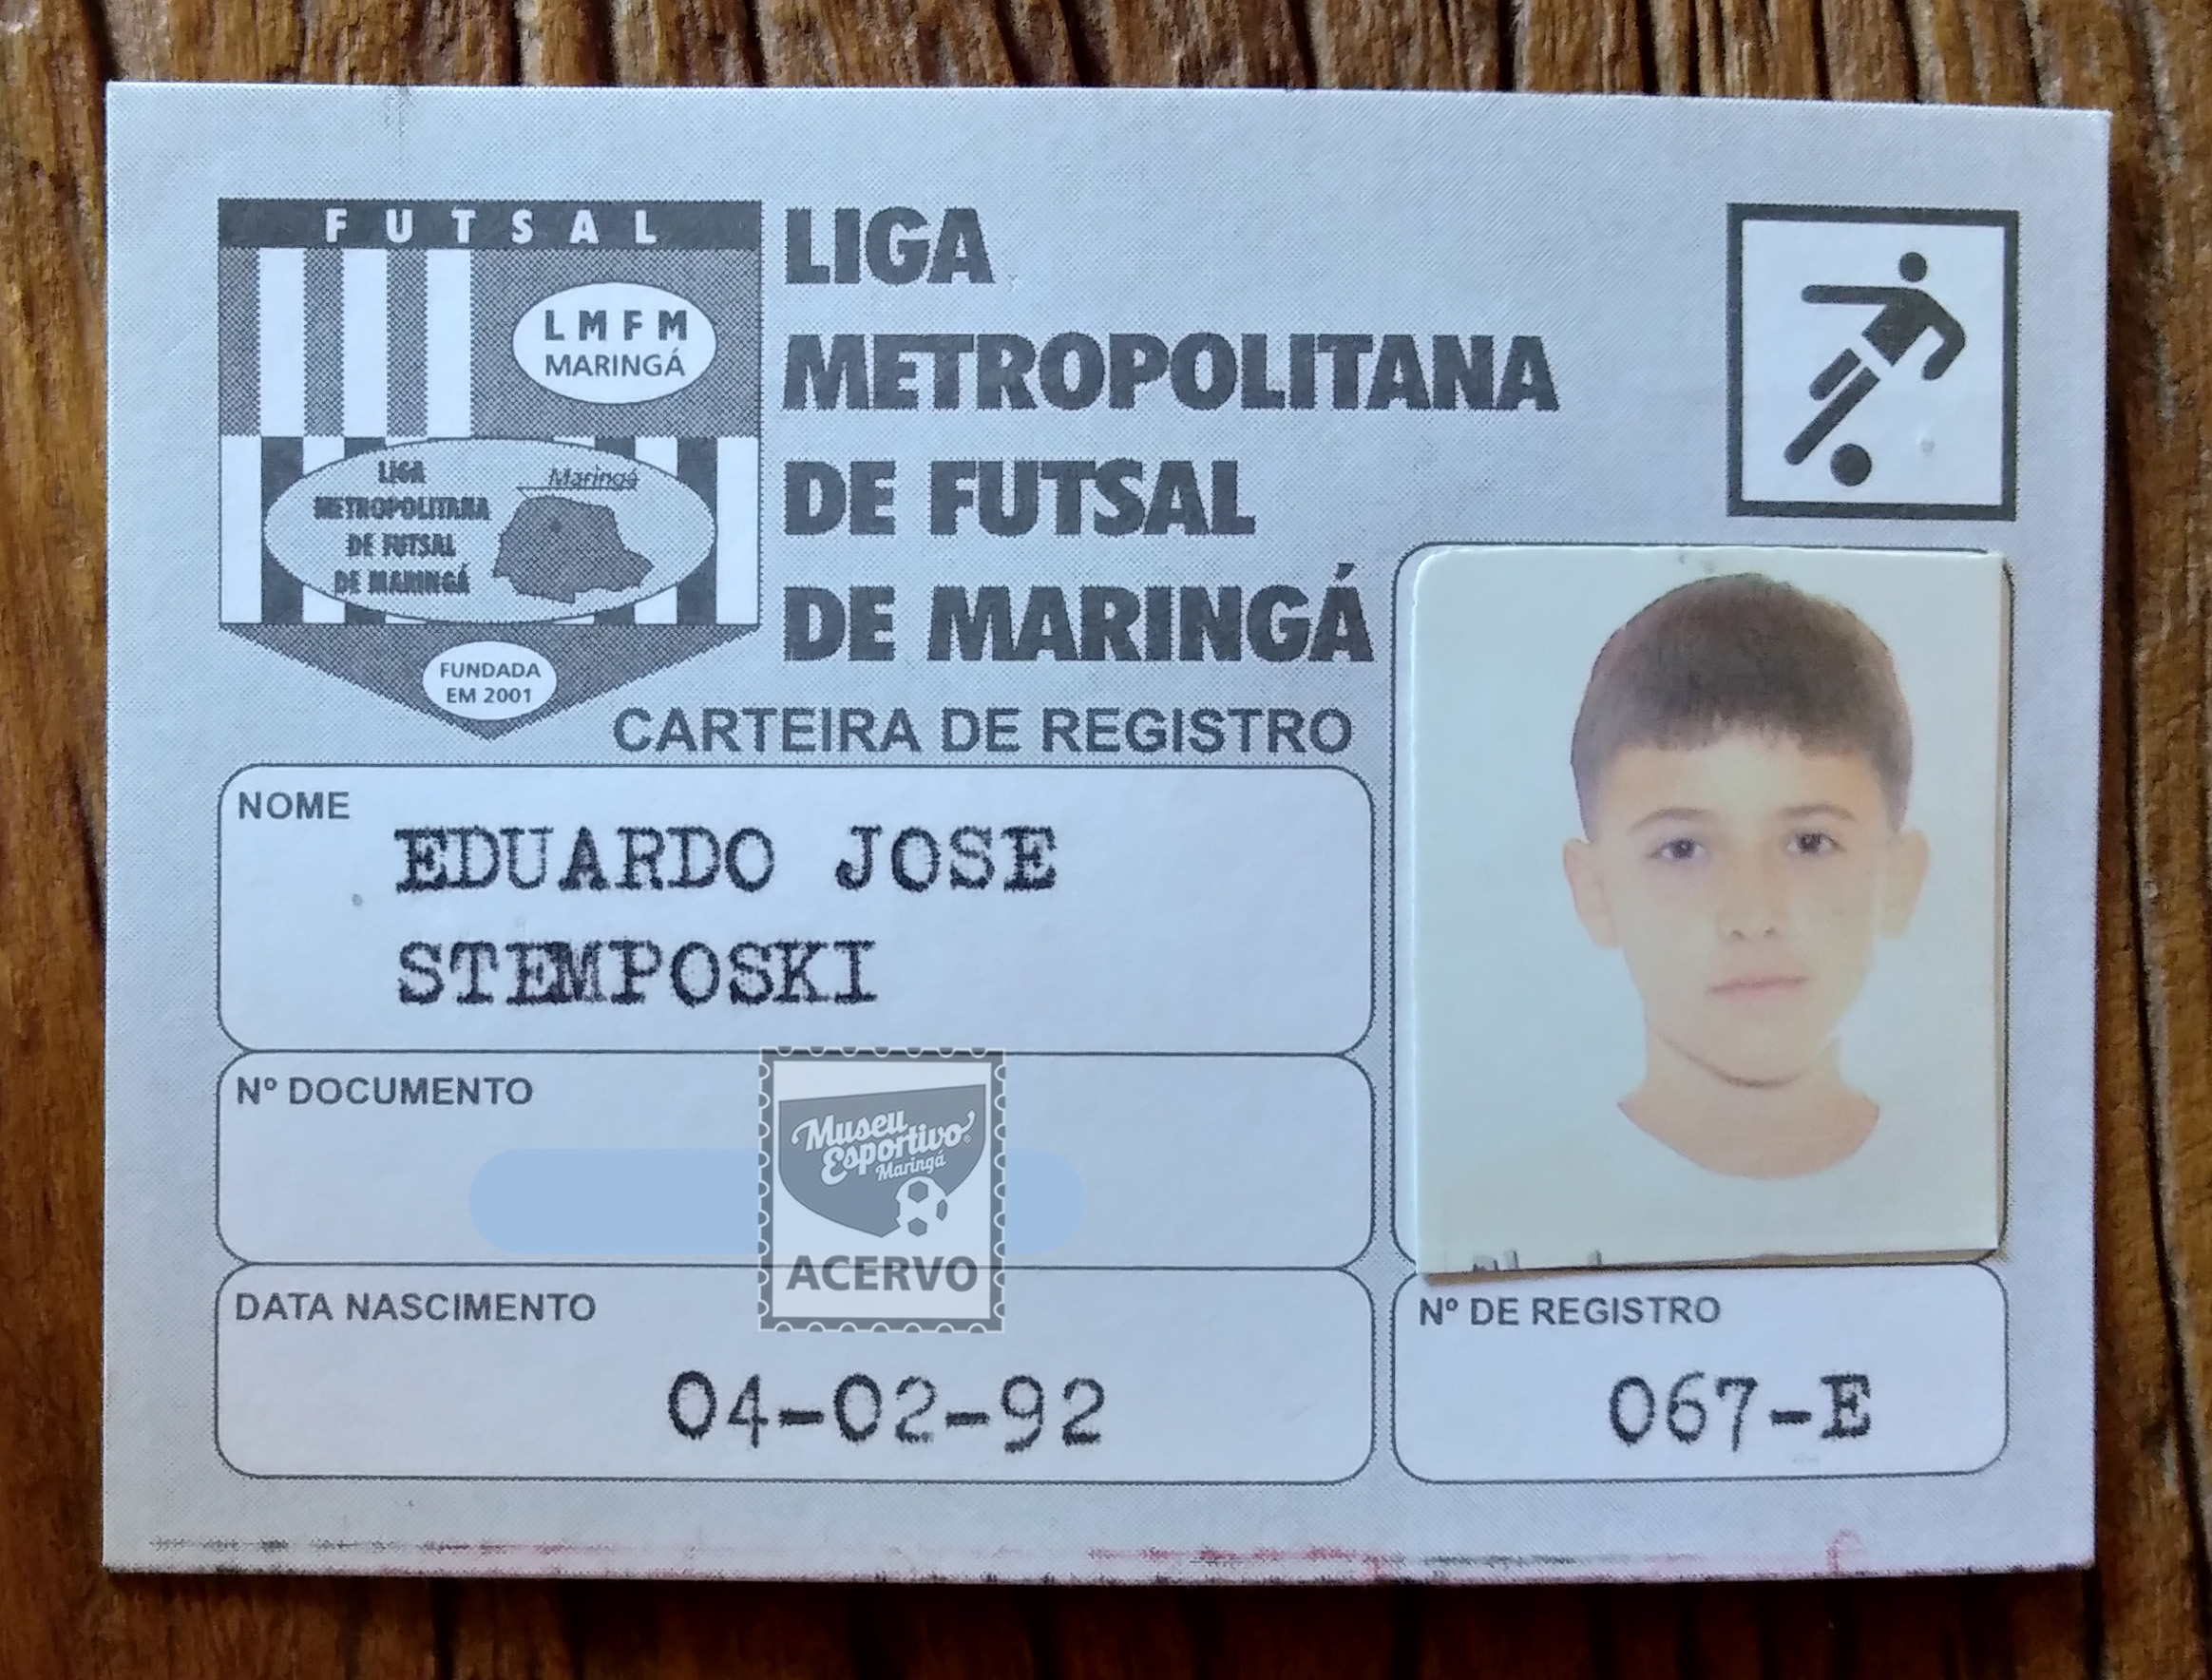 FUTSAL
LMFM
MARINGÁ
LIGA
METROPOLITANA
DE FUTSAL
DE MARINGÁ
Maringá
FUNDADA
EM 2001
LIGA
METROPOLITANA
DE FUTSAL
DE MARINGÁ
CARTEIRA DE REGISTRO
NOME
EDUARDO JOSE
STEMPOSKI
Nº DOCUMENTO
Museu
Esportivo
Maringá
ACERVO
DATA NASCIMENTO
04-02-92
Nº DE REGISTRO
067-E